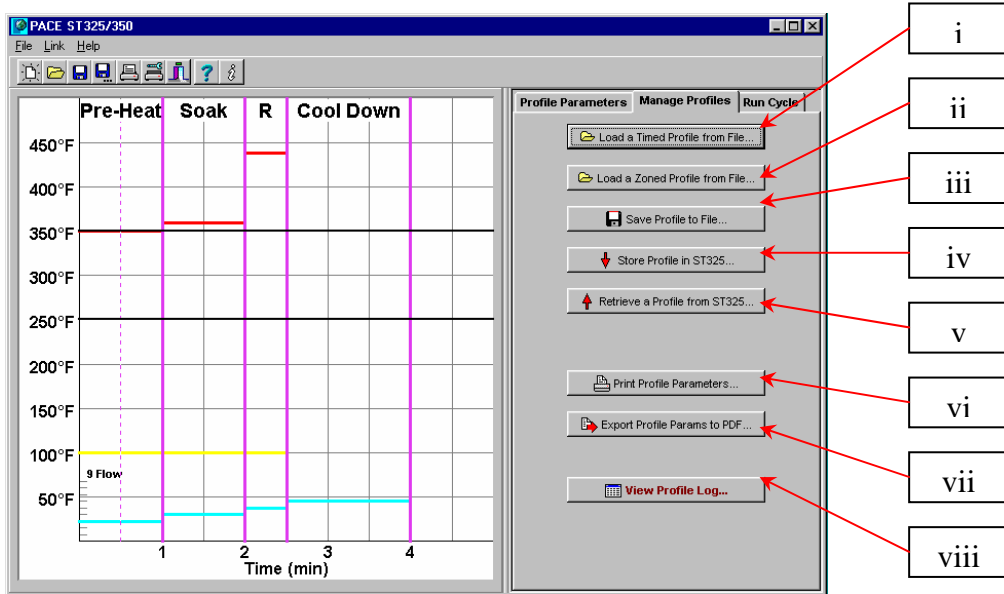 PACE ST325/350
File Link Help
Pre-Heat Soak R Cool Down
450°F
400°F
350°F
300°F
250°F
200°F
150°F
100°F
9 Flow
50°F
1 2 3 4
Time (min)
Profile Parameters Manage Profiles Run Cycle
Load a Timed Profile from File...
Load a Zoned Profile from File...
Save Profile to File...
Store Profile in ST325...
Retrieve a Profile from ST325...
Print Profile Parameters...
Export Profile Params to PDF...
View Profile Log...
i
ii
iii
iv
v
vi
vii
viii